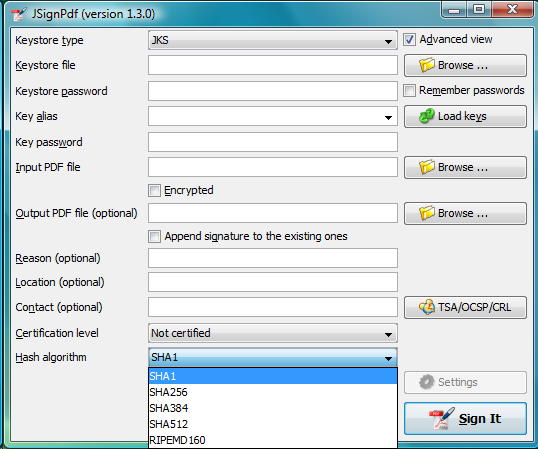 JSignPdf (version 1.3.0)
Keystore type JKS Advanced view
Keystore file Browse ...
Keystore password Remember passwords
Key alias Load keys
Key password
Input PDF file Browse ...
Encrypted
Output PDF file (optional) Browse ...
Append signature to the existing ones
Reason (optional)
Location (optional)
Contact (optional) TSA/OCSP/CRL
Certification level Not certified
Hash algorithm SHA1
SHA1
Settings
SHA256
SHA384
SHA512 Sign It
RIPEMD160